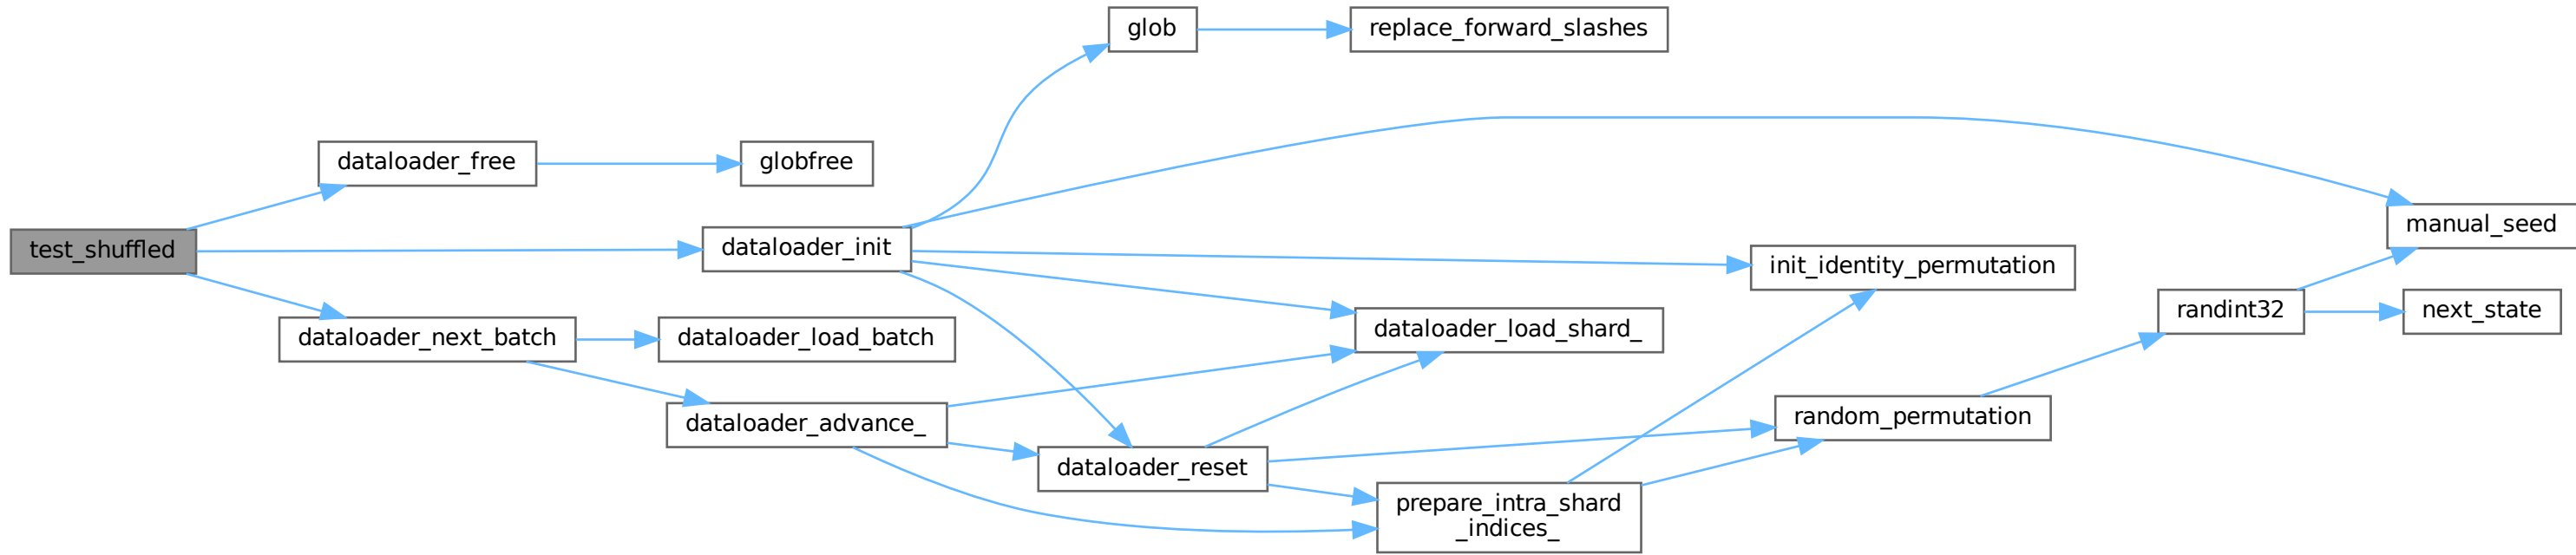 glob
replace_forward_slashes
dataloader_free
globfree
manual_seed
test_shuffled
dataloader_init
init_identity_permutation
dataloader_next_batch
dataloader_load_batch
dataloader_load_shard_
randint32
next_state
dataloader_advance_
random_permutation
dataloader_reset
prepare_intra_shard
_indices_